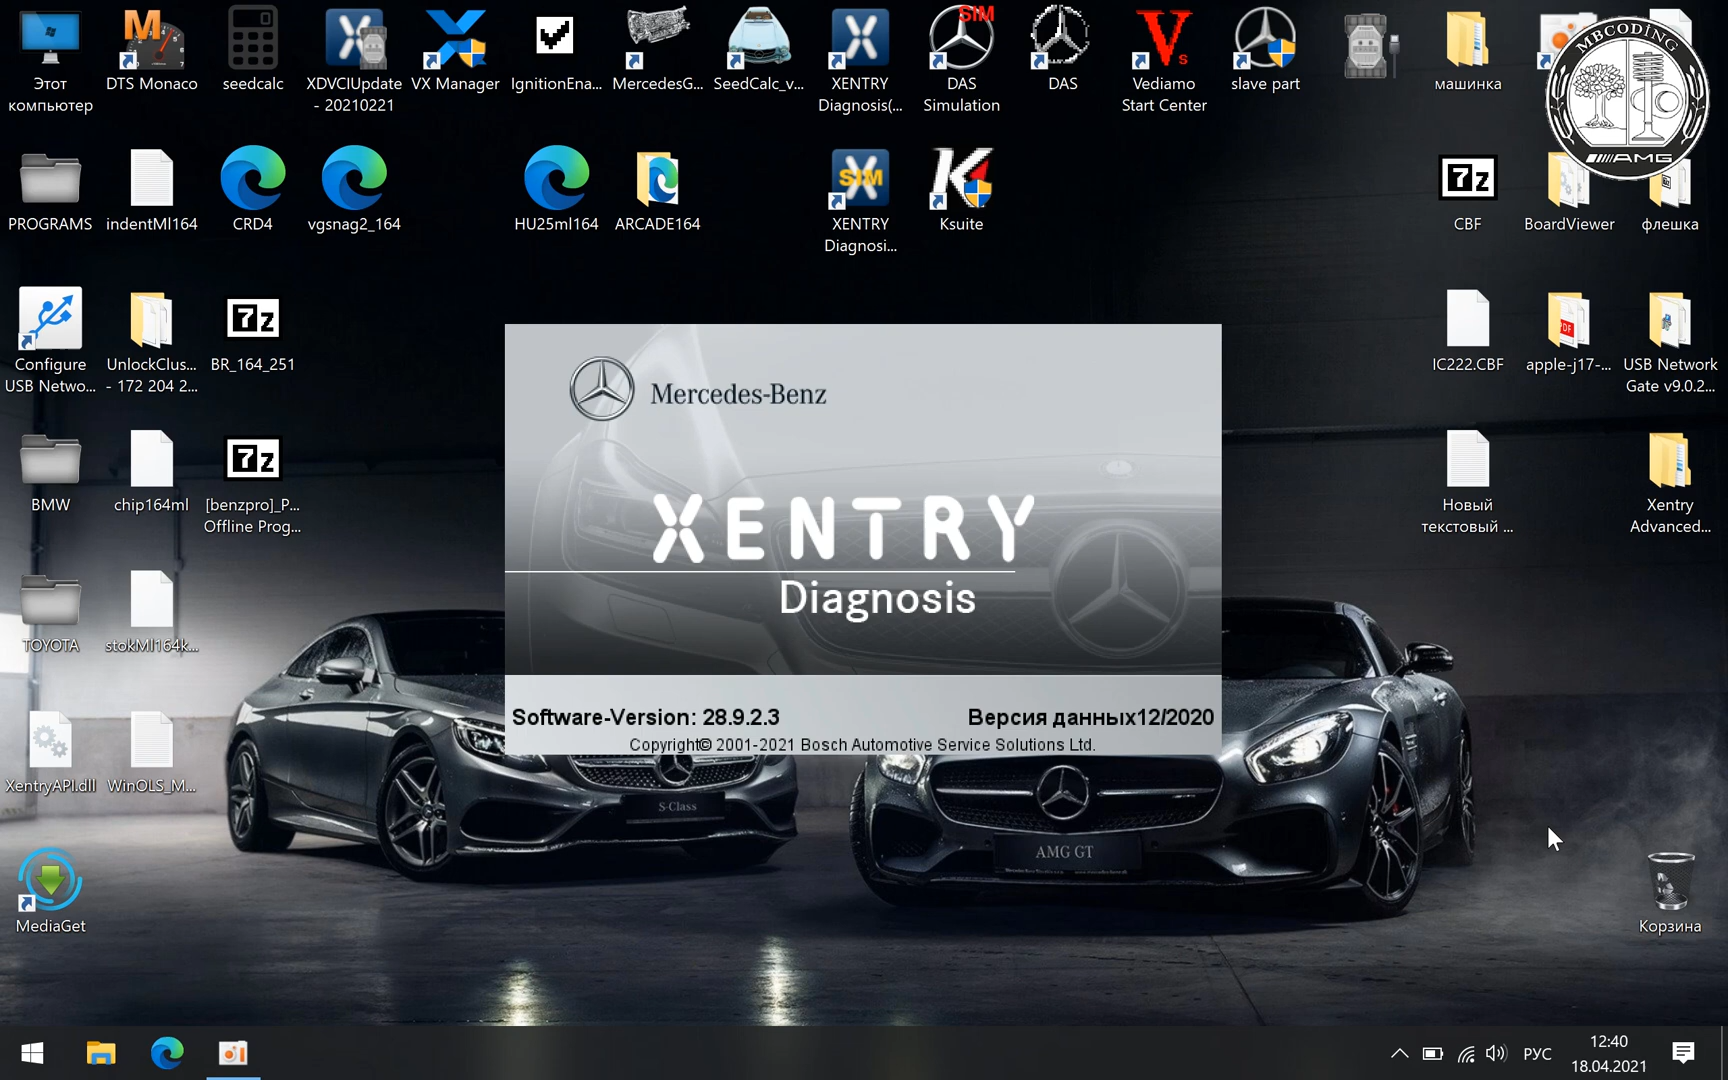 Этот
компьютер
DTS Monaco
seedcalc
XDVCIUpdate
- 20210221
VX Manager
IgnitionEna...
MercedesG...
SeedCalc_v...
XENTRY
Diagnosis(...
SIM
DAS
Simulation
DAS
Vediamo
Start Center
slave part
машинка
MBCODING
AMG
PROGRAMS
indentMl164
CRD4
vgsnag2_164
HU25ml164
ARCADE164
SIM
XENTRY
Diagnosi...
Ksuite
7z
CBF
BoardViewer
флешка
Configure
USB Netwo...
UnlockClus...
- 172 204 2...
7z
BR_164_251
IC222.CBF
PDF
apple-j17-...
USB Network
Gate v9.0.2...
BMW
chip164ml
7z
[benzpro]_P...
Offline Prog...
Новый
текстовый ...
Xentry
Advanced...
TOYOTA
stokMl164k...
XentryAPI.dll
WinOLS_M...
MediaGet
Mercedes-Benz
XENTRY
Diagnosis
Software-Version: 28.9.2.3
Версия данных12/2020
Copyright© 2001-2021 Bosch Automotive Service Solutions Ltd.
S-Class
AMG GT
Корзина
РУС
12:40
18.04.2021